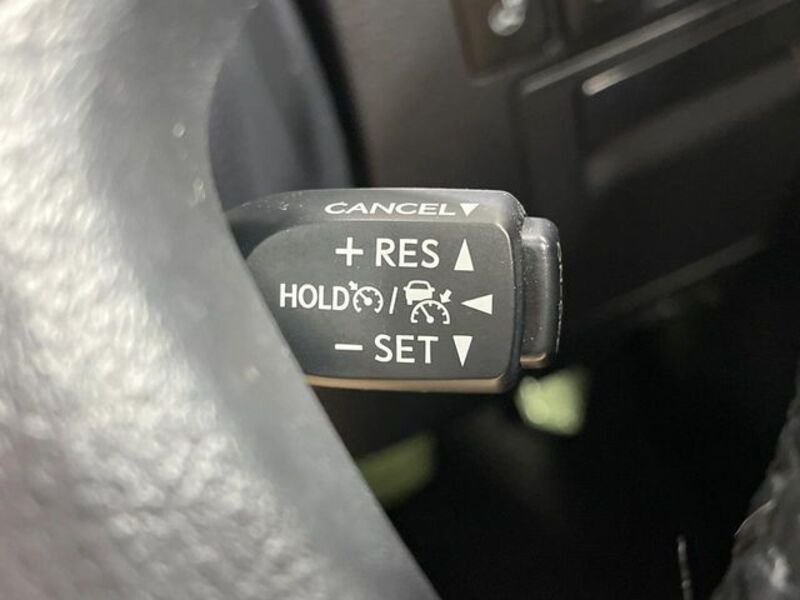 CANCEL▼
+ RES ▲
HOLD / ◀
− SET ▼